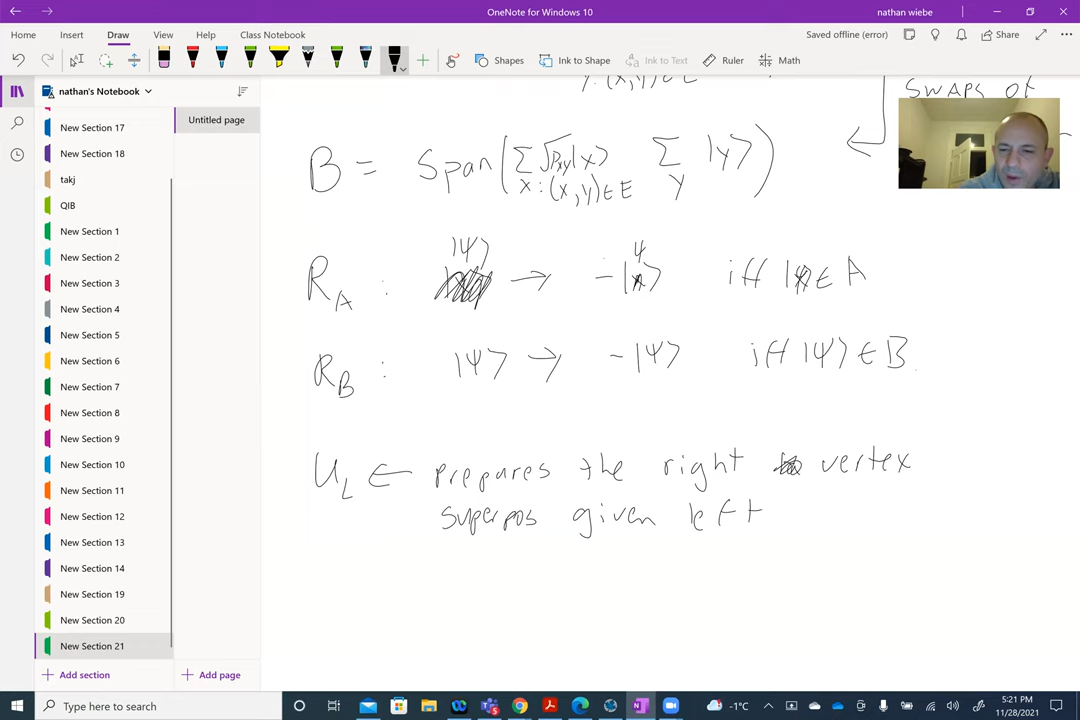 OneNote for Windows 10
nathan wiebe
Home Insert Draw View Help Class Notebook
Saved offline (error)
Share
Shapes
Ink to Shape
Ink to Text
Ruler
Math
nathan's Notebook
Untitled page
New Section 17
New Section 18
takj
QIB
New Section 1
New Section 2
New Section 3
New Section 4
New Section 5
New Section 6
New Section 7
New Section 8
New Section 9
New Section 10
New Section 11
New Section 12
New Section 13
New Section 14
New Section 19
New Section 20
New Section 21
Add section
Add page
y: (x,y) ∈ E
SWAPS OF
B = Span(∑ √Pxy |x⟩ ∑ |y⟩)
x:(x,y)∈E y
R_A : |ψ⟩ → -|ψ⟩ iff |ψ∈A
R_B : |ψ⟩ → -|ψ⟩ iff |ψ⟩∈B.
U_L ← prepares the right vertex
superpos given left
Type here to search
-1°C
5:21 PM
11/28/2021